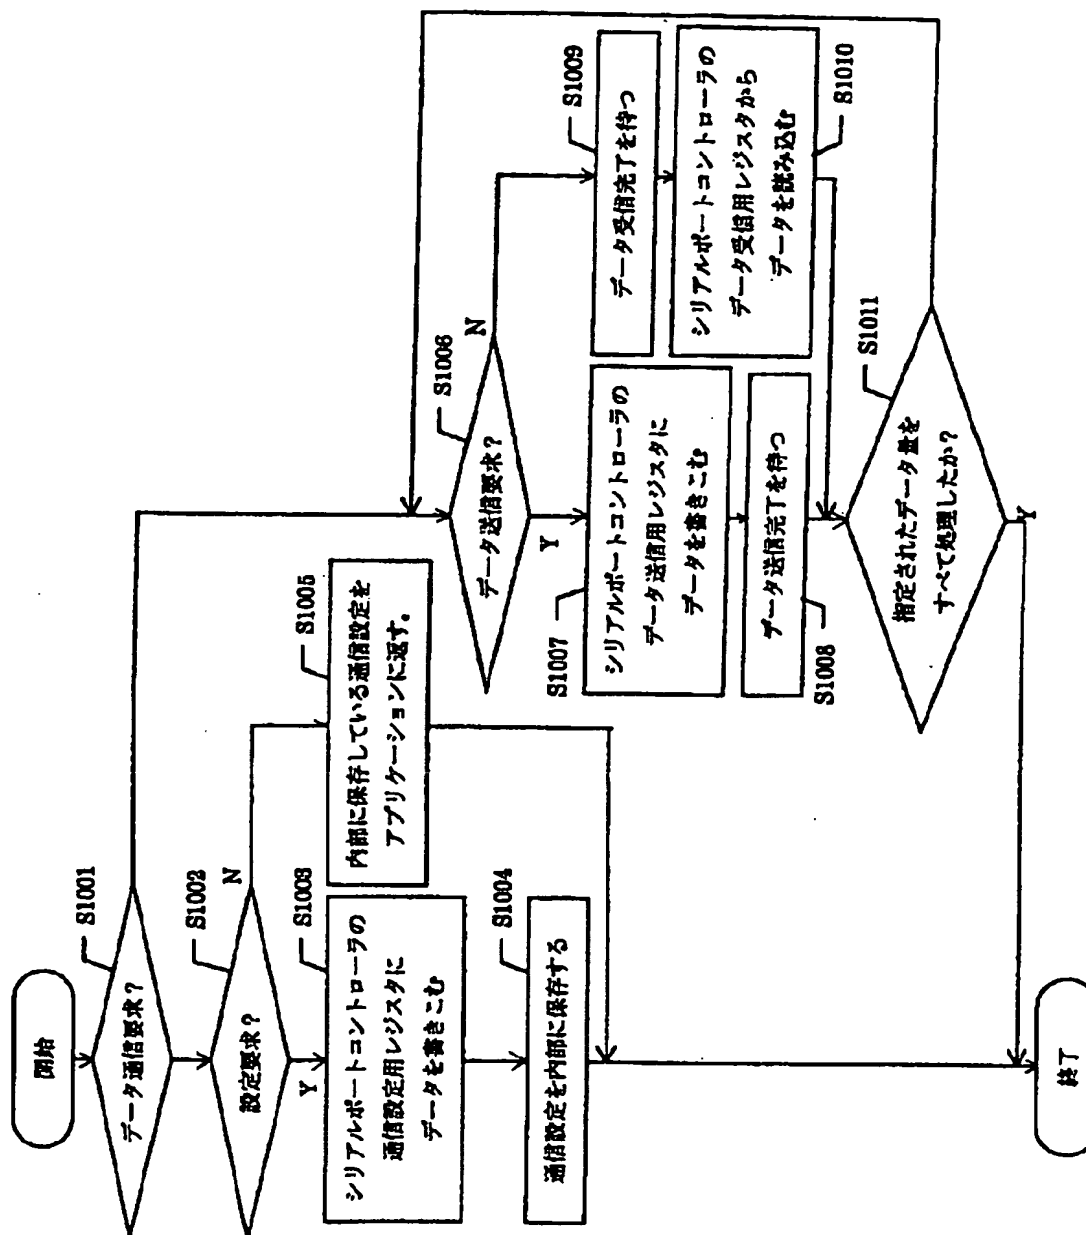 開始
S1001
データ通信要求?
S1002
設定要求?
N
Y
S1003
シリアルポートコントローラの
通信設定用レジスタに
データを書きこむ
S1004
通信設定を内部に保存する
S1005
内部に保存している通信設定を
アプリケーションに返す。
S1006
データ送信要求?
N
Y
S1007
シリアルポートコントローラの
データ送信用レジスタに
データを書きこむ
データ送信完了を待つ
S1008
S1009
データ受信完了を待つ
シリアルポートコントローラの
データ受信用レジスタから
データを読み込む
S1010
S1011
指定されたデータ量を
すべて処理したか?
Y
終了